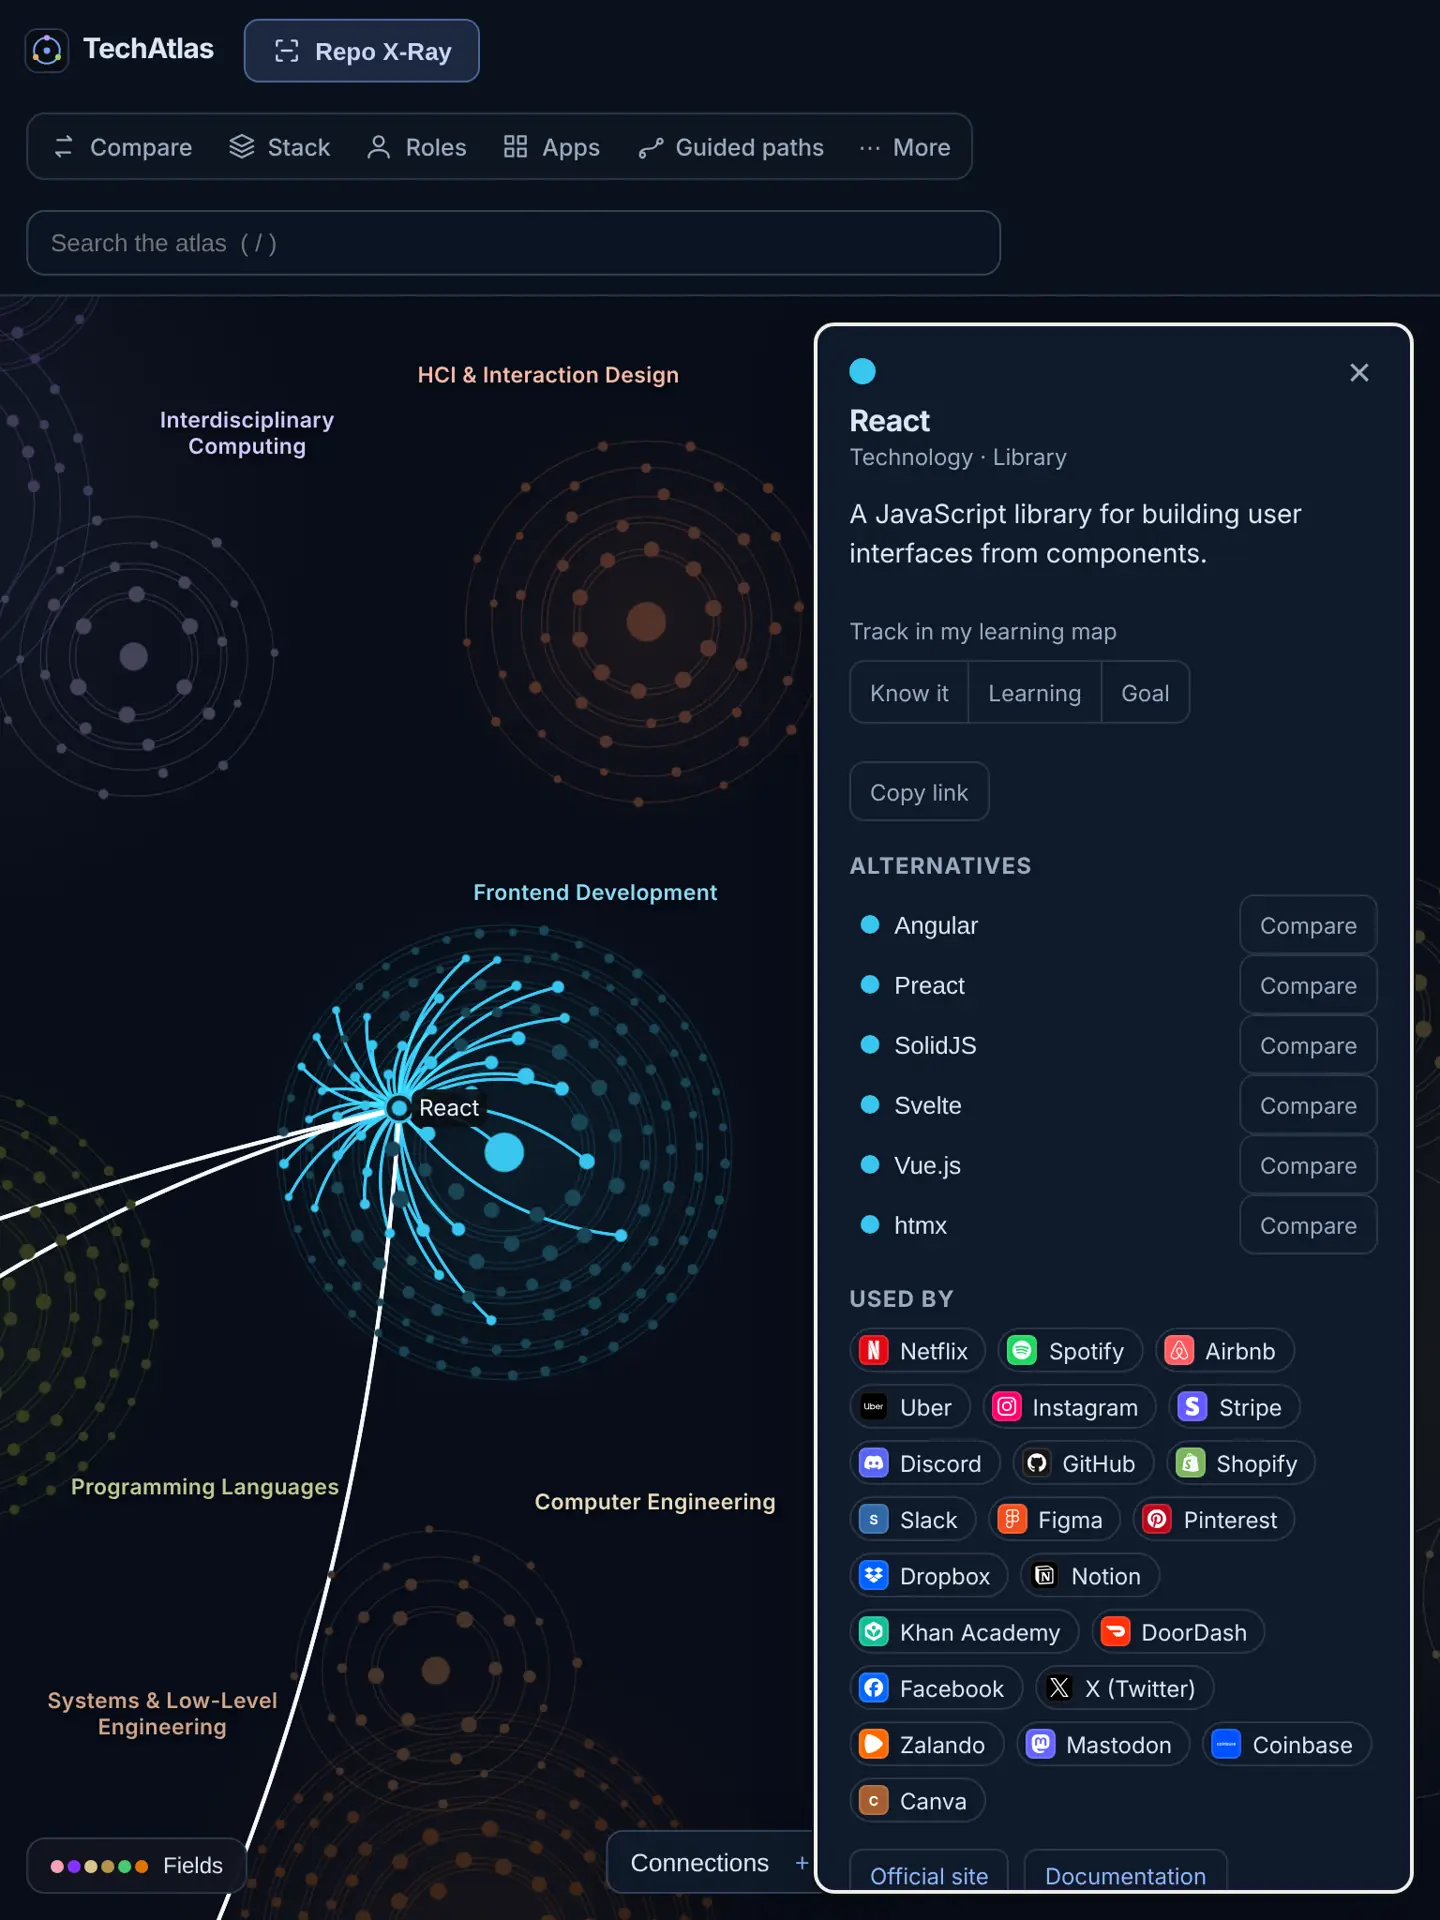 TechAtlas
Repo X-Ray
Compare
Stack
Roles
Apps
Guided paths
··· More
Search the atlas ( / )
HCI & Interaction Design
Interdisciplinary
Computing
Frontend Development
React
Programming Languages
Computer Engineering
Systems & Low-Level
Engineering
Fields
Connections +
×
React
Technology · Library
A JavaScript library for building user
interfaces from components.
Track in my learning map
Know it
Learning
Goal
Copy link
ALTERNATIVES
Angular Compare
Preact Compare
SolidJS Compare
Svelte Compare
Vue.js Compare
htmx Compare
USED BY
Netflix
Spotify
Airbnb
Uber Uber
Instagram
Stripe
Discord
GitHub
Shopify
S Slack
Figma
Pinterest
Dropbox
Notion
Khan Academy
DoorDash
Facebook
X (Twitter)
Zalando
Mastodon
Coinbase
C Canva
Official site
Documentation